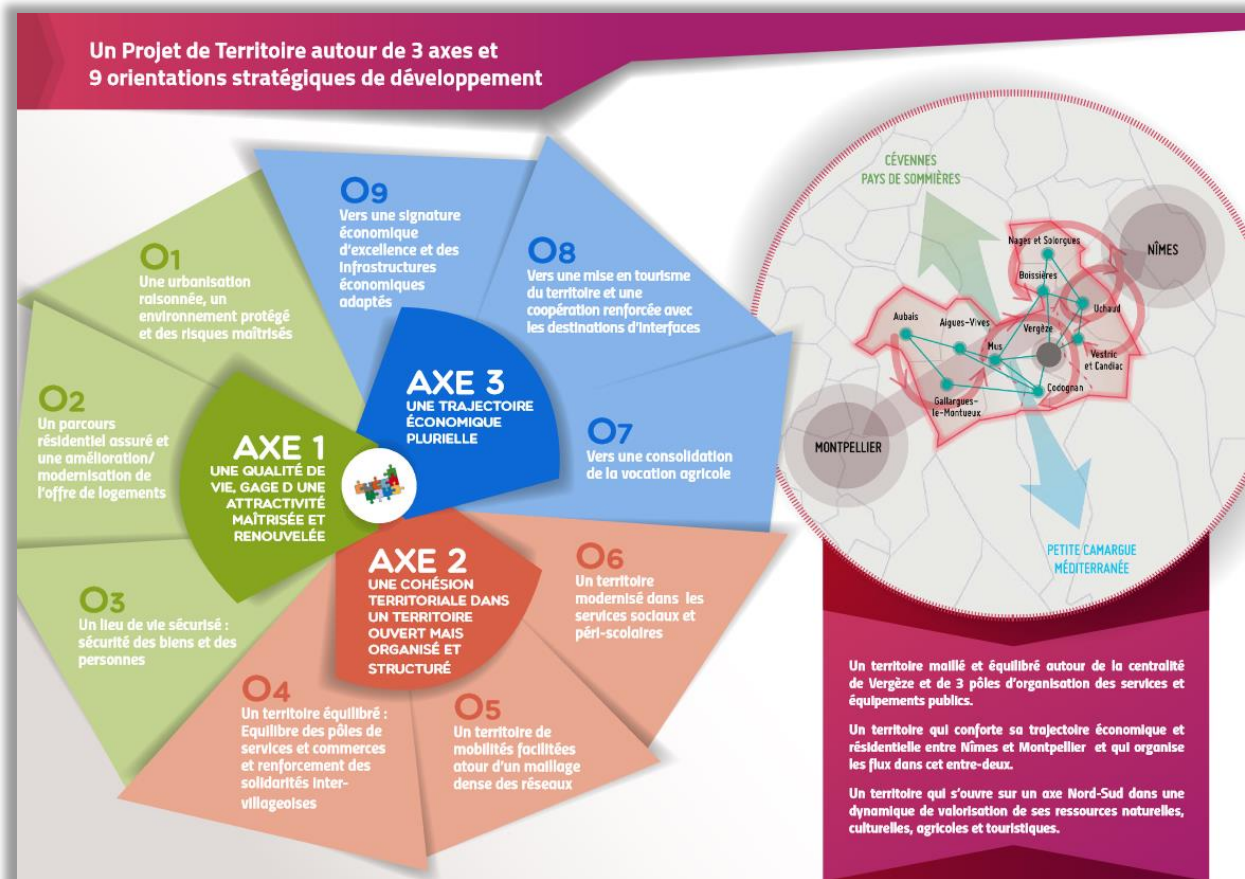 Un Projet de Territoire autour de 3 axes et
9 orientations stratégiques de développement
O1
Une urbanisation
raisonnée, un
environnement protégé
et des risques maîtrisés
O2
Un parcours
résidentiel assuré et
une amélioration/
modernisation de
l'offre de logements
O3
Un lieu de vie sécurisé :
sécurité des biens et des
personnes
AXE 1
UNE QUALITÉ DE
VIE, GAGE D UNE
ATTRACTIVITÉ
MAÎTRISÉE ET
RENOUVELÉE
O4
Un territoire équilibré :
Equilibre des pôles de
services et commerces
et renforcement des
solidarités inter-
villageoises
O5
Un territoire de
mobilités facilitées
atour d'un maillage
dense des réseaux
O6
Un territoire
modernisé dans les
services sociaux et
péri-scolaires
AXE 2
UNE COHÉSION
TERRITORIALE DANS
UN TERRITOIRE
OUVERT MAIS
ORGANISÉ ET
STRUCTURÉ
O7
Vers une consolidation
de la vocation agricole
O8
Vers une mise en tourisme
du territoire et une
coopération renforcée avec
les destinations d'interfaces
O9
Vers une signature
économique
d'excellence et des
infrastructures
économiques
adaptés
AXE 3
UNE TRAJECTOIRE
ÉCONOMIQUE
PLURIELLE
CÉVENNES
PAYS DE SOMMIÈRES
NÎMES
Nages et Solorgues
Boissières
Uchaud
Aubais
Aigues-Vives
Vergèze
Mus
Vestric
et Candiac
Codognan
Gallargues-
le-Montueux
MONTPELLIER
PETITE CAMARGUE
MÉDITERRANÉE
Un territoire maillé et équilibré autour de la centralité
de Vergèze et de 3 pôles d'organisation des services et
équipements publics.
Un territoire qui conforte sa trajectoire économique et
résidentielle entre Nîmes et Montpellier et qui organise
les flux dans cet entre-deux.
Un territoire qui s'ouvre sur un axe Nord-Sud dans une
dynamique de valorisation de ses ressources naturelles,
culturelles, agricoles et touristiques.